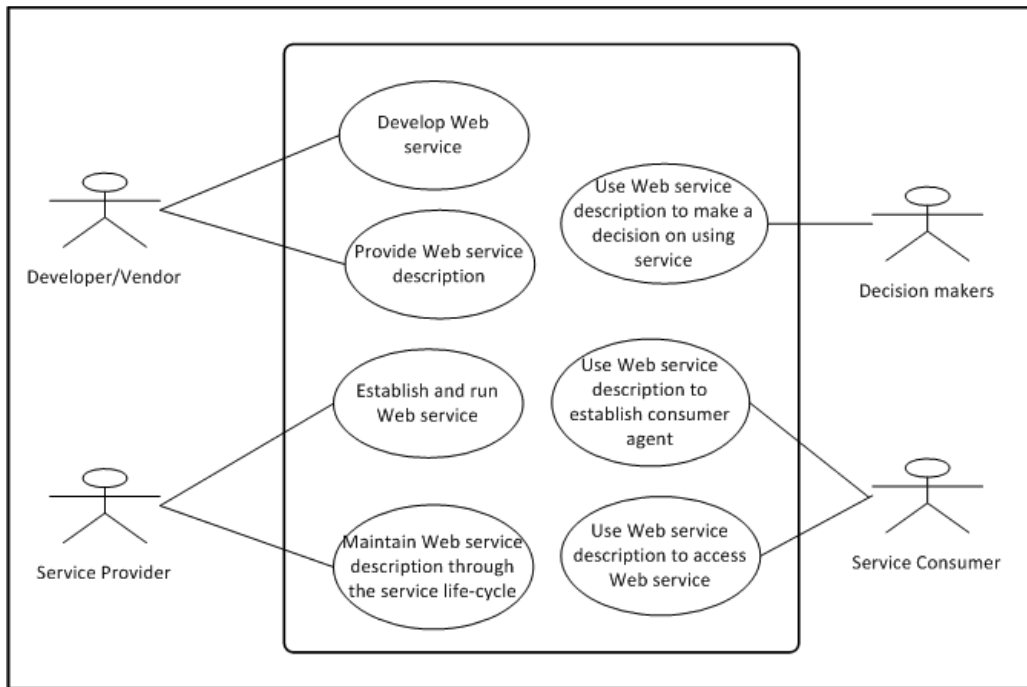 Develop Web
service
Use Web service
description to make a
decision on using
service
Developer/Vendor
Provide Web service
description
Decision makers
Establish and run
Web service
Use Web service
description to
establish consumer
agent
Service Provider
Maintain Web service
description through
the service life-cycle
Use Web service
description to access
Web service
Service Consumer